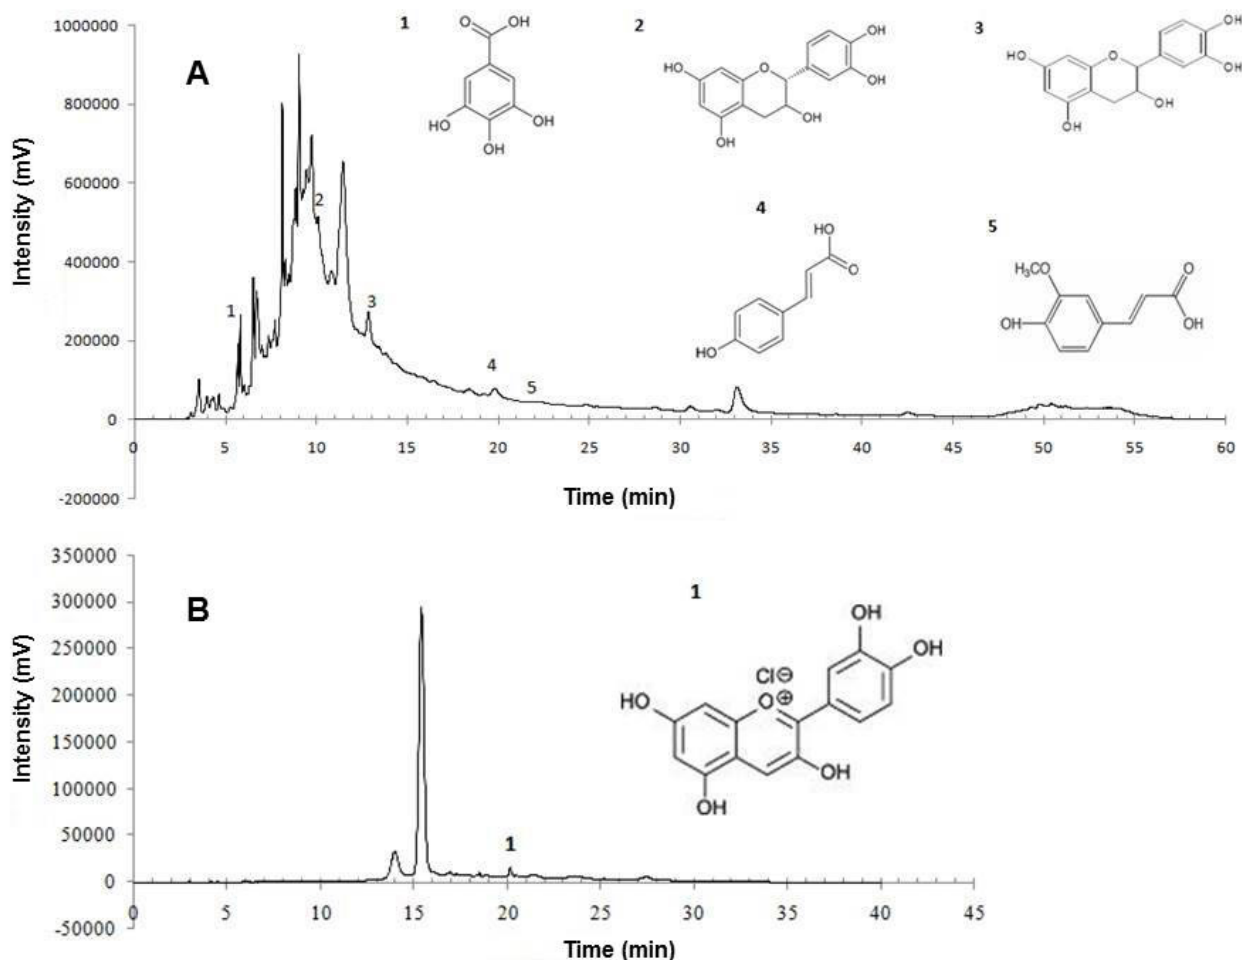 A
Intensity (mV)
1000000
800000
600000
400000
200000
0
-200000
0 5 10 15 20 25 30 35 40 45 50 55 60
Time (min)
1
2
3
4
5
1
O OH
HO OH
OH
2
HO O OH
OH
OH
OH
3
HO O OH
OH
OH
OH
4
HO
O
HO
5
H₃C O
OH
O
OH
B
Intensity (mV)
350000
300000
250000
200000
150000
100000
50000
0
-50000
0 5 10 15 20 25 30 35 40 45
Time (min)
1
1
OH
OH
Cl⊖
HO O⊕
OH
OH